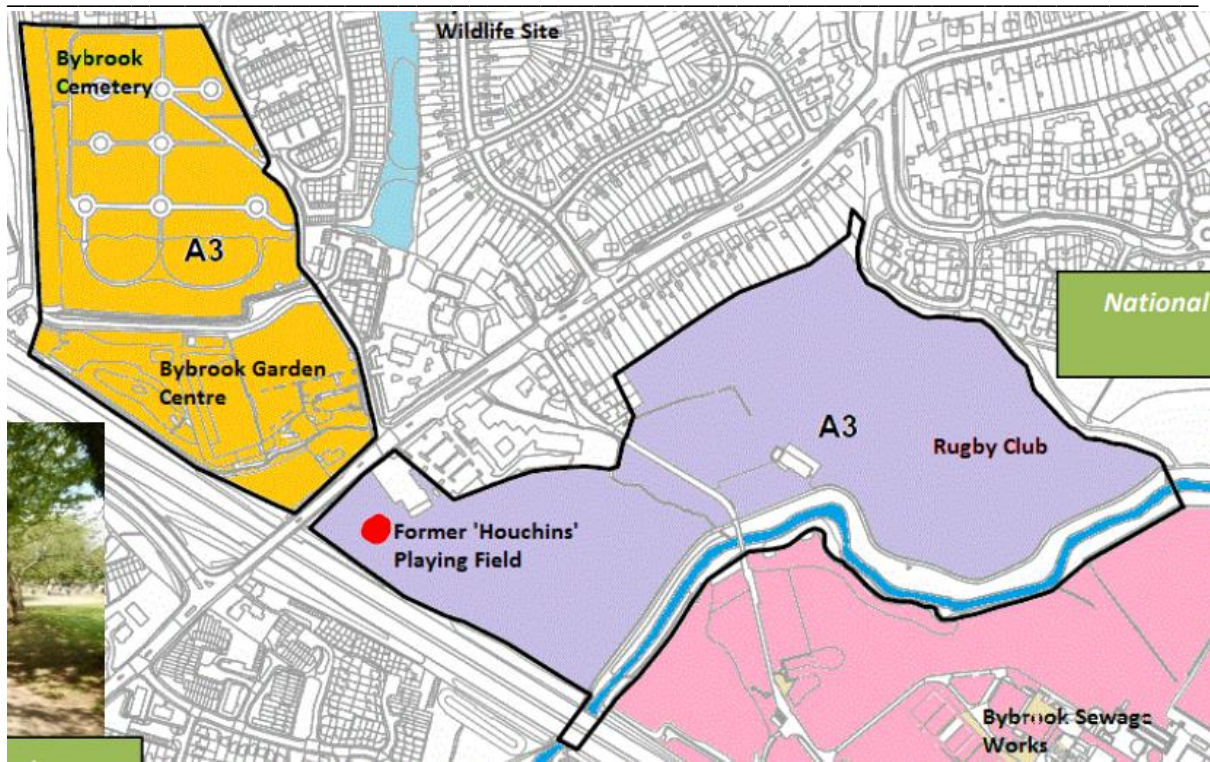 Wildlife Site
Bybrook
Cemetery
A3
National
Bybrook Garden
Centre
A3
Rugby Club
Former 'Houchins'
Playing Field
Bybrook Sewage
Works